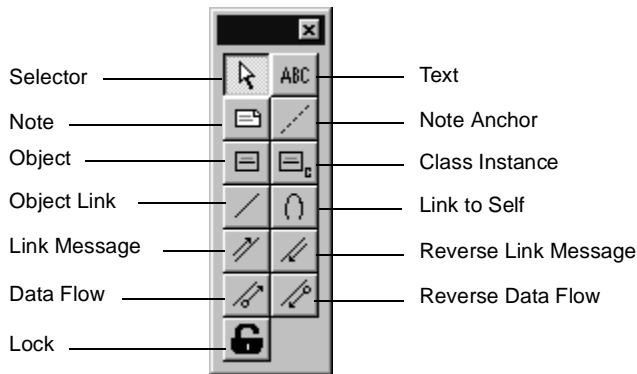 Selector
ABC
Text
Note
Note Anchor
Object
C
Class Instance
Object Link
Link to Self
Link Message
Reverse Link Message
Data Flow
Reverse Data Flow
Lock